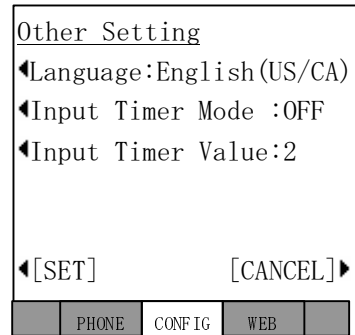 Other Setting
◀Language:English(US/CA)
◀Input Timer Mode :OFF
◀Input Timer Value:2
◀[SET] [CANCEL]▶
PHONE CONFIG WEB